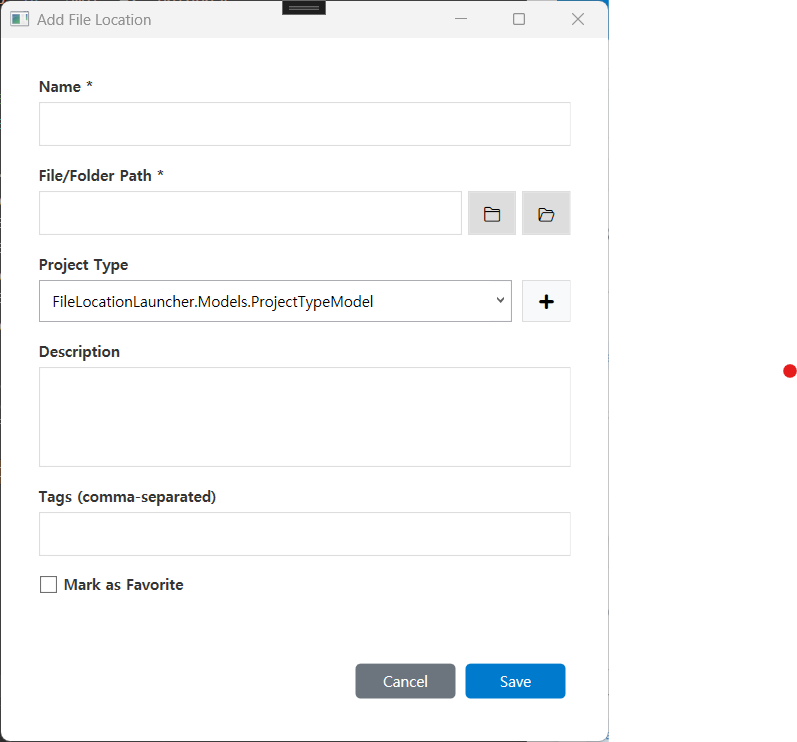 Add File Location
Name *
File/Folder Path *
Project Type
FileLocationLauncher.Models.ProjectTypeModel
Description
Tags (comma-separated)
Mark as Favorite
Cancel
Save